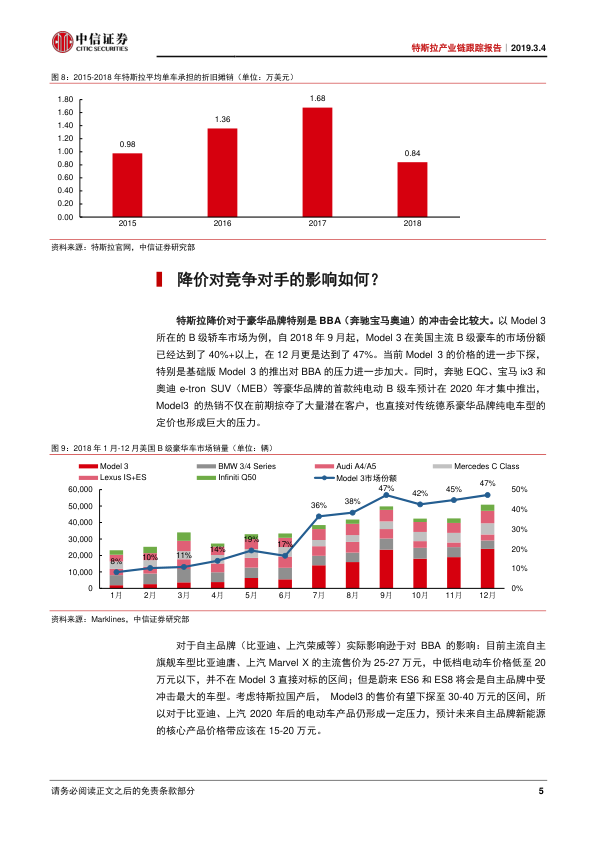 中信证券
CITIC SECURITIES
特斯拉产业链跟踪报告｜2019.3.4
图 8：2015-2018 年特斯拉平均单车承担的折旧摊销（单位：万美元）
1.80
1.60
1.40
1.20
1.00
0.80
0.60
0.40
0.20
0.00
0.98
1.36
1.68
0.84
2015
2016
2017
2018
资料来源：特斯拉官网，中信证券研究部
降价对竞争对手的影响如何？
特斯拉降价对于豪华品牌特别是 BBA（奔驰宝马奥迪）的冲击会比较大。以 Model 3
所在的 B 级轿车市场为例，自 2018 年 9 月起，Model 3 在美国主流 B 级豪车的市场份额
已经达到了 40%+以上，在 12 月更是达到了 47%。当前 Model 3 的价格的进一步下探，
特别是基础版 Model 3 的推出对 BBA 的压力进一步加大。同时，奔驰 EQC、宝马 ix3 和
奥迪 e-tron SUV（MEB）等豪华品牌的首款纯电动 B 级车预计在 2020 年才集中推出，
Model3 的热销不仅在前期掠夺了大量潜在客户，也直接对传统德系豪华品牌纯电车型的
定价也形成巨大的压力。
图 9：2018 年 1 月-12 月美国 B 级豪华车市场销量（单位：辆）
Model 3
BMW 3/4 Series
Audi A4/A5
Mercedes C Class
Lexus IS+ES
Infiniti Q50
Model 3市场份额
60,000
50,000
40,000
30,000
20,000
10,000
0
8%
10%
11%
14%
19%
17%
36%
38%
47%
42%
45%
47%
50%
40%
30%
20%
10%
0%
1月
2月
3月
4月
5月
6月
7月
8月
9月
10月
11月
12月
资料来源：Marklines，中信证券研究部
对于自主品牌（比亚迪、上汽荣威等）实际影响逊于对 BBA 的影响：目前主流自主
旗舰车型比亚迪唐、上汽 Marvel X 的主流售价为 25-27 万元，中低档电动车价格低至 20
万元以下，并不在 Model 3 直接对标的区间；但是蔚来 ES6 和 ES8 将会是自主品牌中受
冲击最大的车型。考虑特斯拉国产后， Model3 的售价有望下探至 30-40 万元的区间，所
以对于比亚迪、上汽 2020 年后的电动车产品仍形成一定压力，预计未来自主品牌新能源
的核心产品价格带应该在 15-20 万元。
请务必阅读正文之后的免责条款部分
5